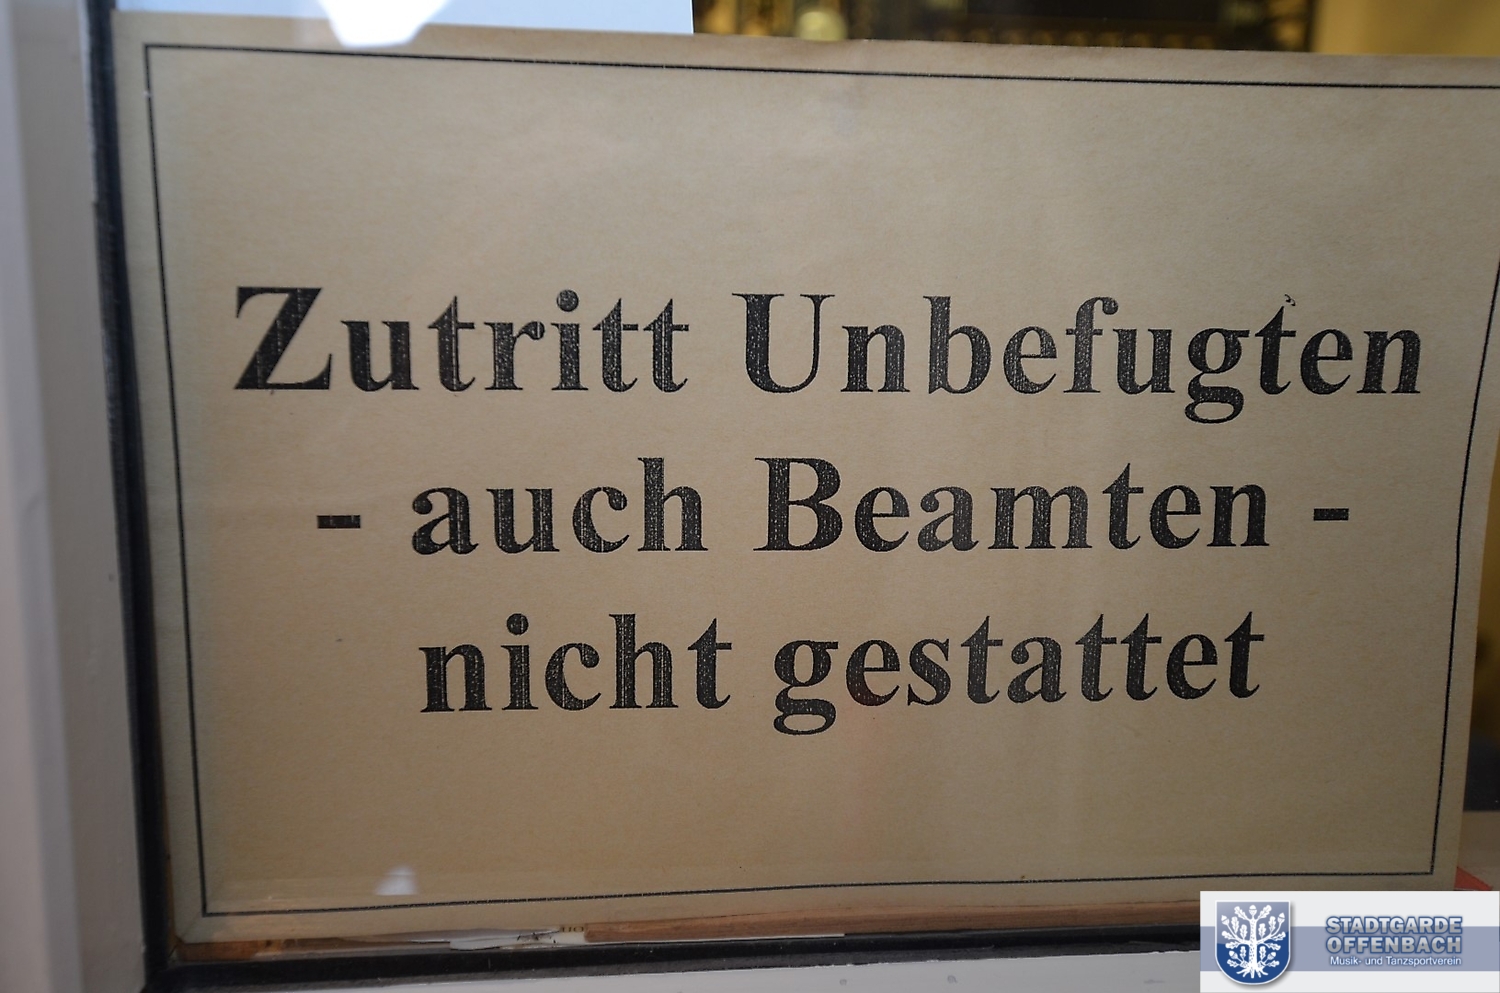 Zutritt Unbefugten
- auch Beamten -
nicht gestattet
STADTGARDE
OFFENBACH
Musik- und Tanzsportverein